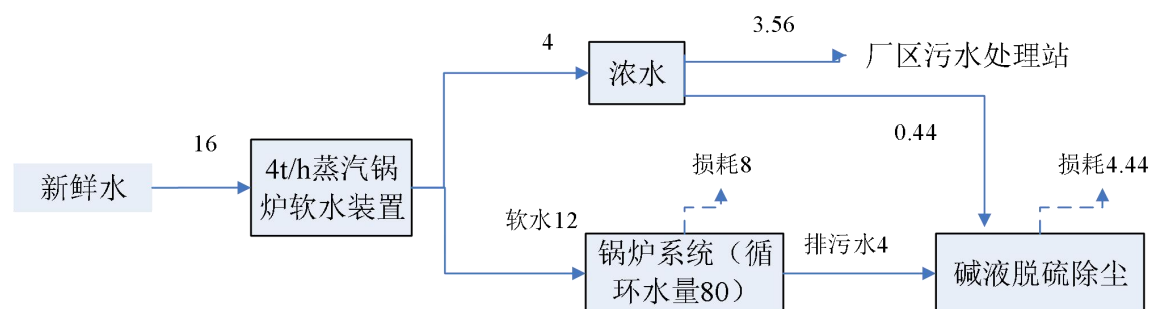 3.56
4
浓水
厂区污水处理站
0.44
16
新鲜水
4t/h蒸汽锅
炉软水装置
损耗8
损耗4.44
软水12
锅炉系统（循
环水量80）
排污水4
碱液脱硫除尘